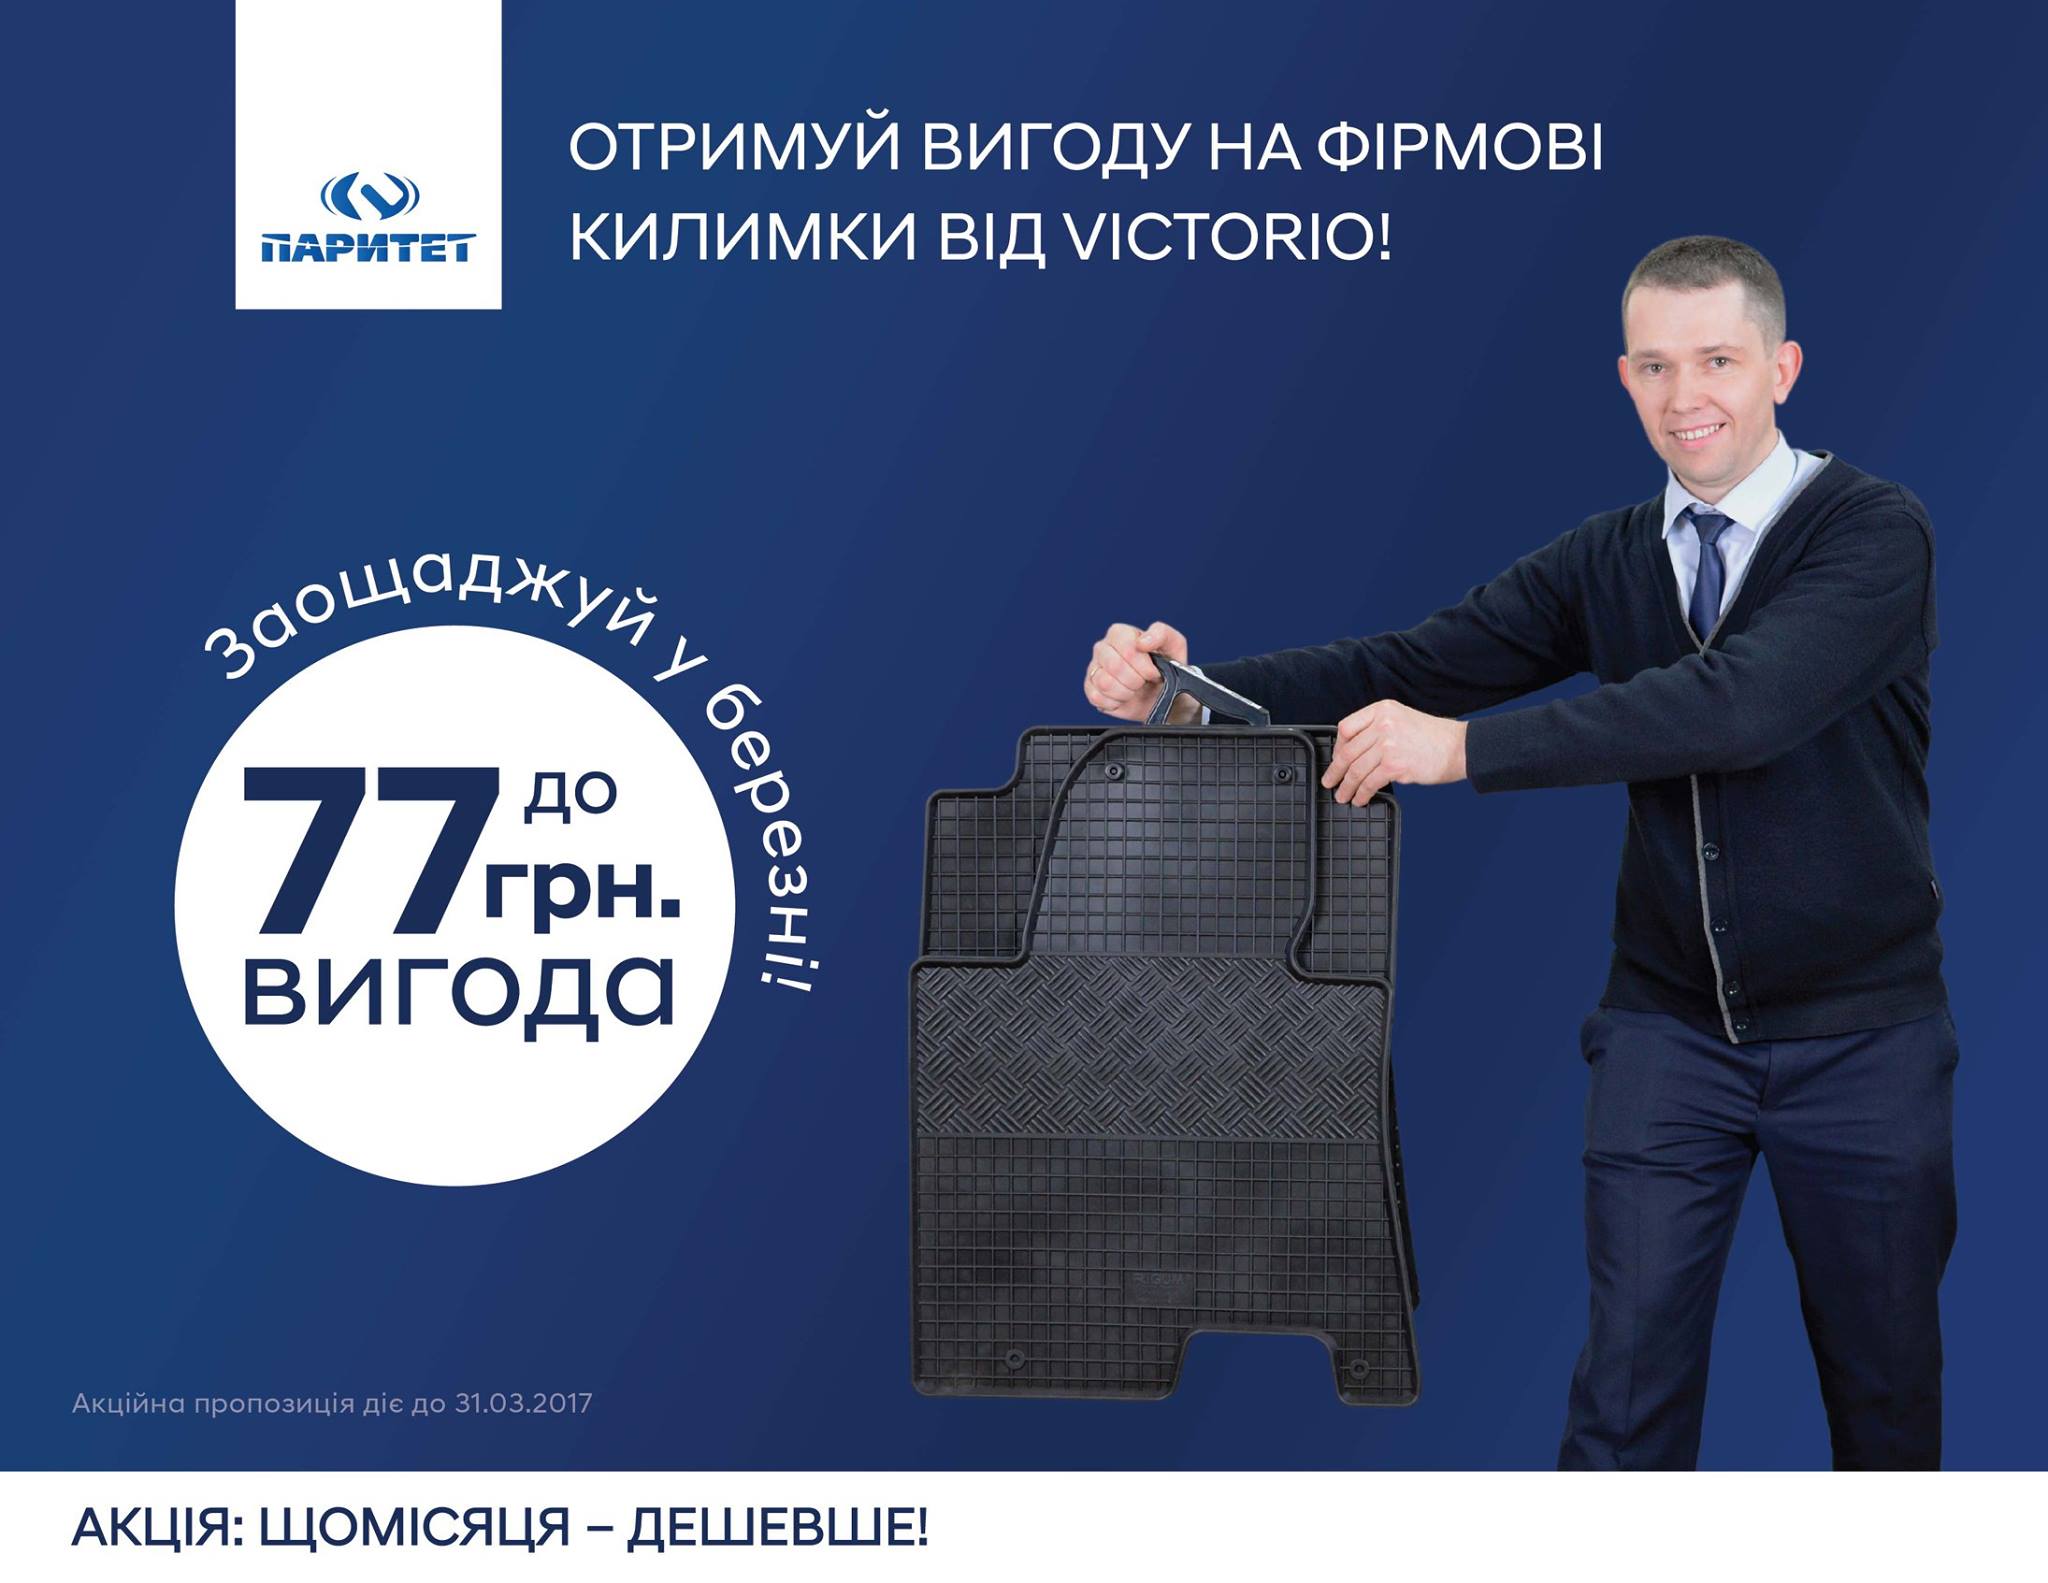 ПАРИТЕТ
ОТРИМУЙ ВИГОДУ НА ФІРМОВІ
КИЛИМКИ ВІД VICTORIO!
Заощаджуй у березні!
77 до
грн.
вигода
RIGUM
Акційна пропозиція діє до 31.03.2017
АКЦІЯ: ЩОМІСЯЦЯ – ДЕШЕВШЕ!